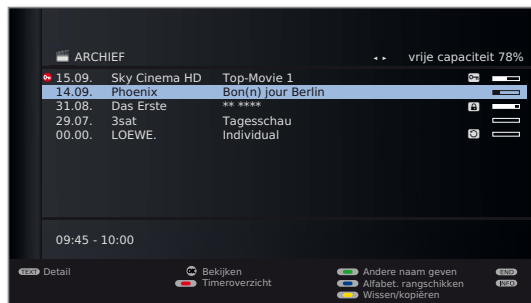 ARCHIEF vrije capaciteit 78%
15.09. Sky Cinema HD Top-Movie 1
14.09. Phoenix Bon(n) jour Berlin
31.08. Das Erste ** ****
29.07. 3sat Tagesschau
00.00. LOEWE. Individual
09:45 - 10:00
TEXT Detail OK Bekijken Andere naam geven END
Timeroverzicht Alfabet. rangschikken INFO
Wissen/kopiëren